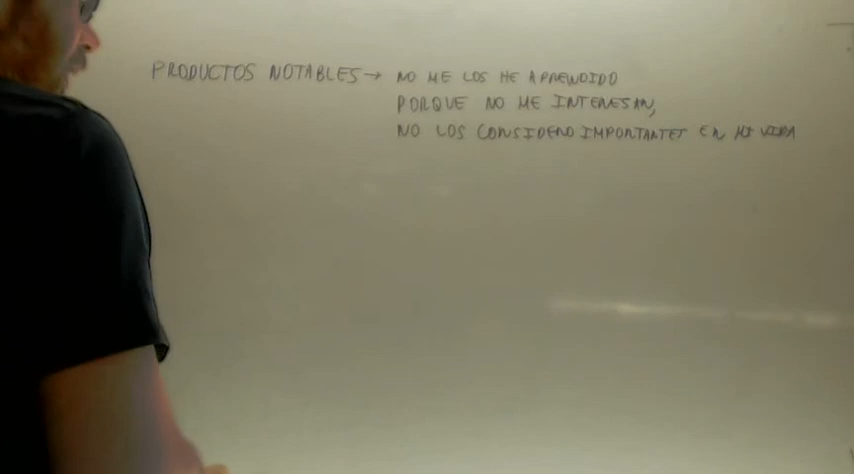 PRODUCTOS NOTABLES → NO ME LOS HE APRENDIDO
PORQUE NO ME INTERESAN,
NO LOS CONSIDERO IMPORTANTES EN MI VIDA